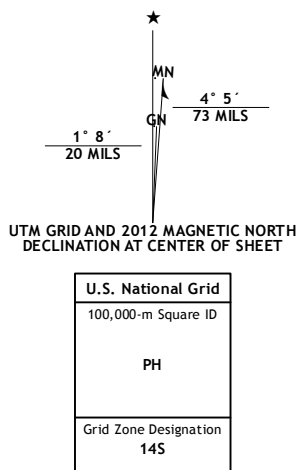 ★
MN
GN
4° 5´
73 MILS
1° 8´
20 MILS
UTM GRID AND 2012 MAGNETIC NORTH
DECLINATION AT CENTER OF SHEET
U.S. National Grid
100,000-m Square ID
PH
Grid Zone Designation
14S